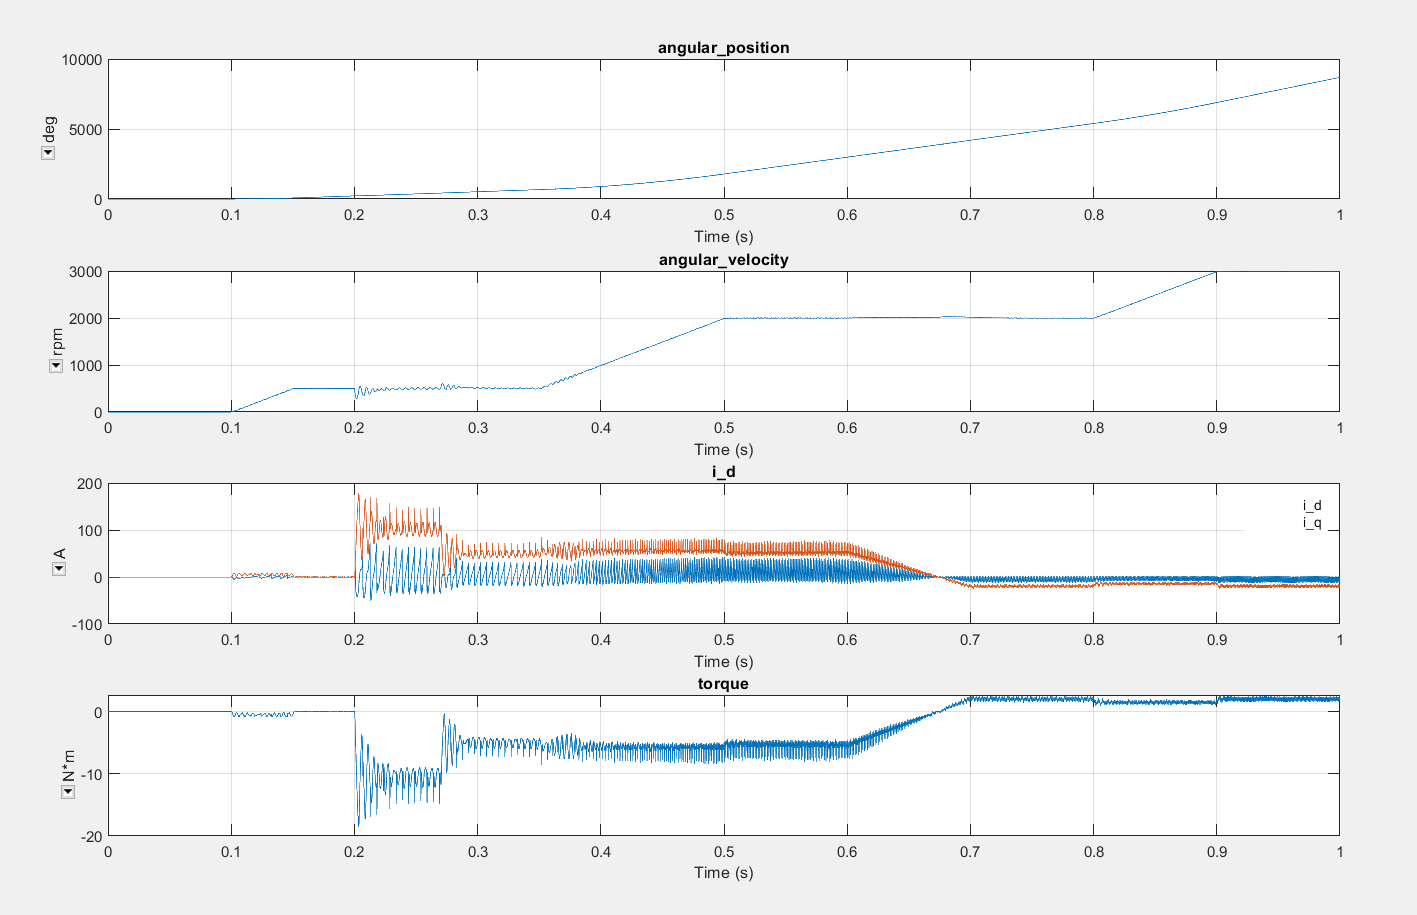 angular_position
10000
5000
0
deg
0 0.1 0.2 0.3 0.4 0.5 0.6 0.7 0.8 0.9 1
Time (s)
angular_velocity
3000
2000
1000
0
rpm
0 0.1 0.2 0.3 0.4 0.5 0.6 0.7 0.8 0.9 1
Time (s)
i_d
200
100
0
-100
A
i_d
i_q
0 0.1 0.2 0.3 0.4 0.5 0.6 0.7 0.8 0.9 1
Time (s)
torque
0
-10
-20
N*m
0 0.1 0.2 0.3 0.4 0.5 0.6 0.7 0.8 0.9 1
Time (s)